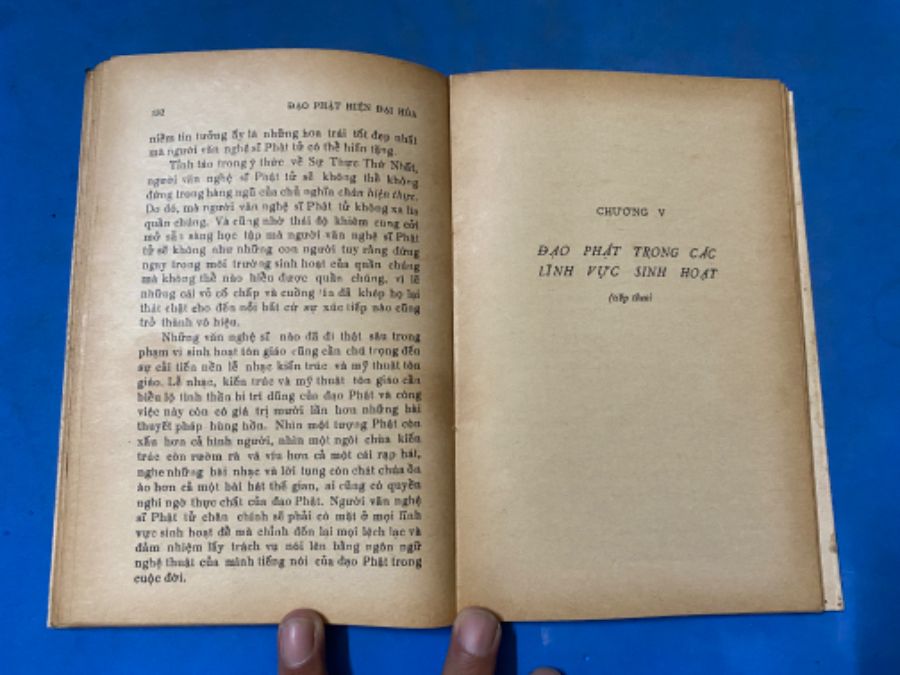 192 ĐẠO PHẬT HIỆN ĐẠI HÓA
niềm tin tưởng ấy là những hoa trái tốt đẹp nhất
mà người văn nghệ sĩ Phật tử có thể hiến tặng.
Tỉnh táo trong ý thức về Sự Thực Thứ Nhất,
người văn nghệ sĩ Phật tử sẽ không thể không
đứng trong hàng ngũ của chủ nghĩa chân hiện thực.
Do đó, mà người văn nghệ sĩ Phật tử không xa lìa
quần chúng. Và cũng nhờ thái độ khiêm cung cởi
mở sẵn sàng học tập mà người văn nghệ sĩ Phật
tử sẽ không như những con người tuy rằng đứng
ngay trong môi trường sinh hoạt của quần chúng
mà không thể nào hiểu được quần chúng, vì lẽ
những cái vỏ cố chấp và cuồng tín đã khép họ lại
thật chặt cho đến nỗi bất cứ sự xúc tiếp nào cũng
trở thành vô hiệu.
Những văn nghệ sĩ nào đã đi thật sâu trong
phạm vi sinh hoạt tôn giáo cũng cần chú trọng đến
sự cải tiến nền lễ nhạc kiến trúc và mỹ thuật tôn
giáo. Lễ nhạc, kiến trúc và mỹ thuật tôn giáo cần
biểu lộ tinh thần bi trí dũng của đạo Phật và công
việc này còn có giá trị mười lần hơn những bài
thuyết pháp hùng hồn. Nhìn một tượng Phật còn
xấu hơn cả hình người, nhìn một ngôi chùa kiến
trúc còn rườm rà và xíu hơn cả một cái rạp hát,
nghe những bài nhạc và lời tụng còn chát chúa ồn
ào hơn cả một bài hát thế gian, ai cũng có quyền
nghi ngờ thực chất của đạo Phật. Người văn nghệ
sĩ Phật tử chân chính sẽ phải có mặt ở mọi lĩnh
vực sinh hoạt để mà chỉnh đốn lại mọi lệch lạc và
đảm nhiệm lấy trách vụ nói lên bằng ngôn ngữ
nghệ thuật của mình tiếng nói của đạo Phật trong
cuộc đời.
CHƯƠNG V
ĐẠO PHẬT TRONG CÁC
LĨNH VỰC SINH HOẠT
(tiếp theo)